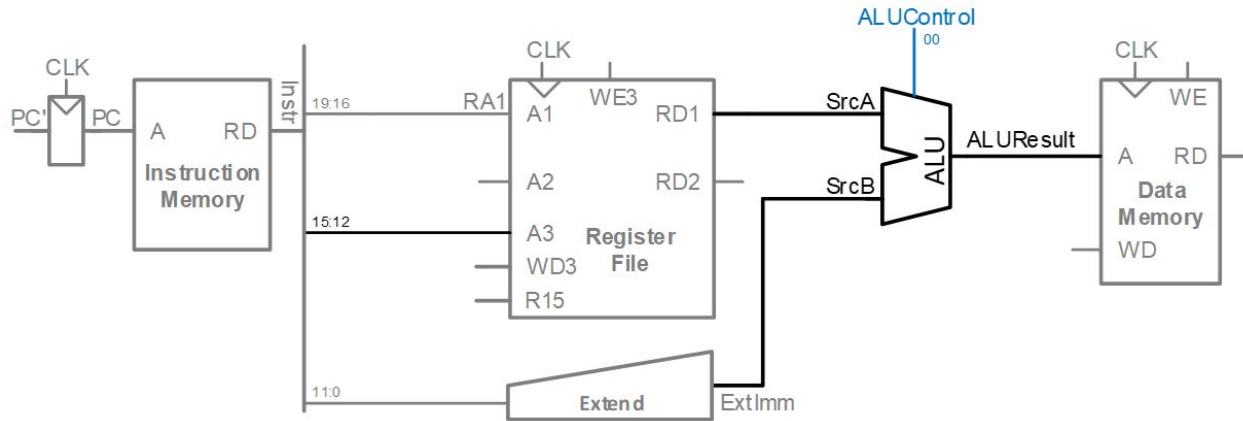 ALUControl
00
CLK
CLK
CLK
PC'
PC
A
RD
Instruction
Memory
Instr
19:16
RA1
A1
WE3
RD1
SrcA
A2
RD2
SrcB
15:12
A3
Register
File
WD3
R15
ALU
ALUResult
A
WE
RD
Data
Memory
WD
11:0
Extend
ExtImm